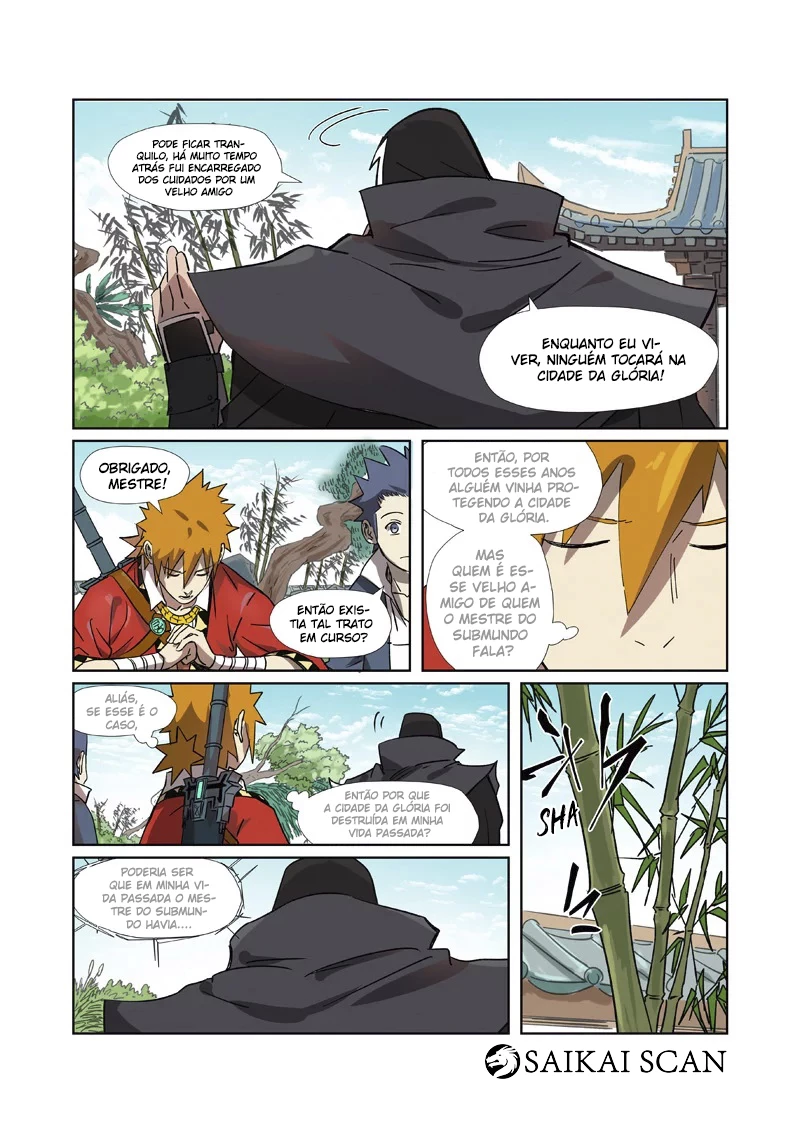 PODE FICAR TRAN-
QUILO, HÁ MUITO TEMPO
ATRÁS FUI ENCARREGADO
DOS CUIDADOS POR UM
VELHO AMIGO
ENQUANTO EU VI-
VER, NINGUÉM TOCARÁ NA
CIDADE DA GLÓRIA!
OBRIGADO,
MESTRE!
ENTÃO EXIS-
TIA TAL TRATO
EM CURSO?
ENTÃO, POR
TODOS ESSES ANOS
ALGUÉM VINHA PRO-
TEGENDO A CIDADE
DA GLÓRIA.
MAS
QUEM É ES-
SE VELHO A-
MIGO DE QUEM
O MESTRE DO
SUBMUNDO
FALA?
ALIÁS,
SE ESSE É O
CASO,
ENTÃO POR QUE
A CIDADE DA GLÓRIA FOI
DESTRUÍDA EM MINHA
VIDA PASSADA?
SHA
PODERIA SER
QUE EM MINHA VI-
DA PASSADA O MES-
TRE DO SUBMUN-
DO HAVIA....
SAIKAI SCAN